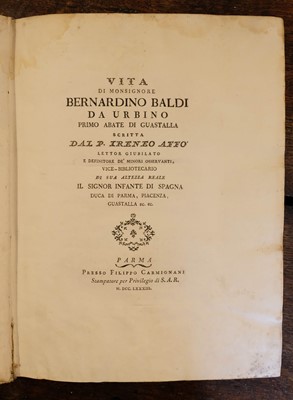 VITA
DI MONSIGNORE
BERNARDINO BALDI
DA URBINO
PRIMO ABATE DI GUASTALLA
SCRITTA
DAL P. IRENEO AFFO'
LETTOR GIUBILATO
E DEFINITORE DE' MINORI OSSERVANTI,
VICE-BIBLIOTECARIO
DI SUA ALTEZZA REALE
IL SIGNOR INFANTE DI SPAGNA
DUCA DI PARMA, PIACENZA,
GUASTALLA ec. ec.
PARMA
PRESSO FILIPPO CARMIGNANI
Stampatore per Privilegio di S. A. R.
M. DCC. LXXXIII.